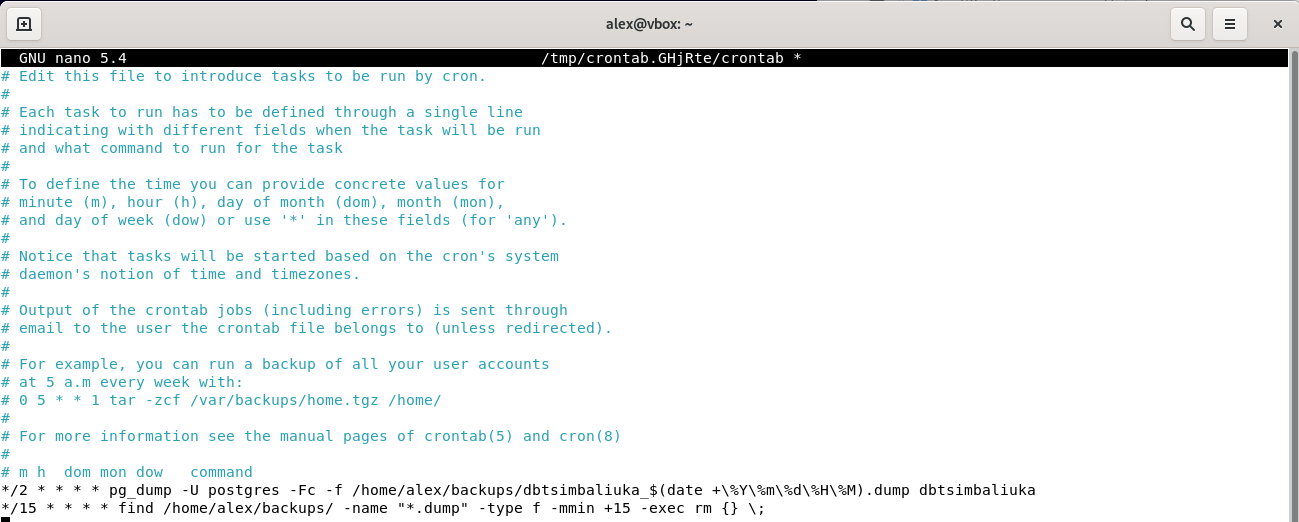 alex@vbox: ~
GNU nano 5.4 /tmp/crontab.GHjRte/crontab *
# Edit this file to introduce tasks to be run by cron.
#
# Each task to run has to be defined through a single line
# indicating with different fields when the task will be run
# and what command to run for the task
#
# To define the time you can provide concrete values for
# minute (m), hour (h), day of month (dom), month (mon),
# and day of week (dow) or use '*' in these fields (for 'any').
#
# Notice that tasks will be started based on the cron's system
# daemon's notion of time and timezones.
#
# Output of the crontab jobs (including errors) is sent through
# email to the user the crontab file belongs to (unless redirected).
#
# For example, you can run a backup of all your user accounts
# at 5 a.m every week with:
# 0 5 * * 1 tar -zcf /var/backups/home.tgz /home/
#
# For more information see the manual pages of crontab(5) and cron(8)
#
# m h  dom mon dow   command
*/2 * * * * pg_dump -U postgres -Fc -f /home/alex/backups/dbtsimbaliuka_$(date +\%Y\%m\%d\%H\%M).dump dbtsimbaliuka
*/15 * * * * find /home/alex/backups/ -name "*.dump" -type f -mmin +15 -exec rm {} \;